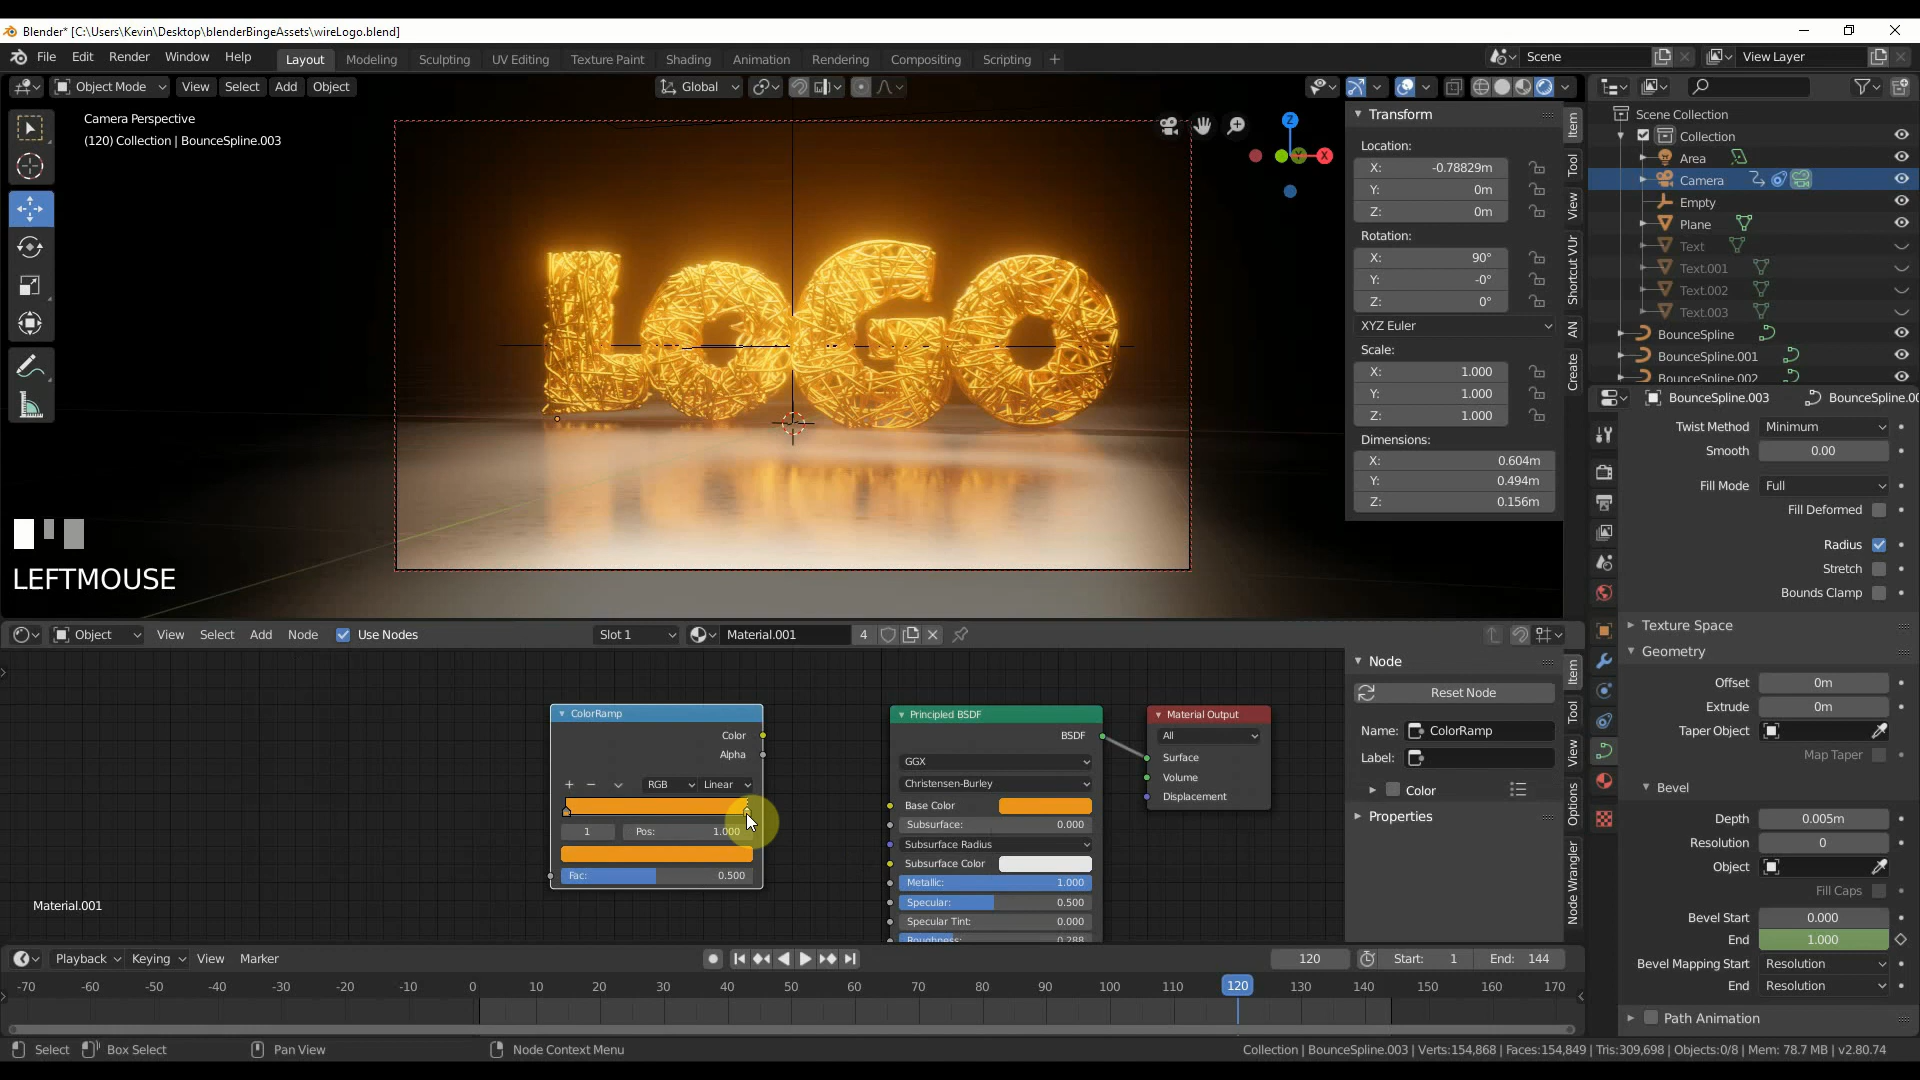 Blender* [C:\Users\Kevin\Desktop\blenderBingeAssets\wireLogo.blend]
File Edit Render Window Help Layout Modeling Sculpting UV Editing Texture Paint Shading Animation Rendering Compositing Scripting + Scene View Layer
Object Mode View Select Add Object Global
Camera Perspective
(120) Collection | BounceSpline.003
LOGO
LEFTMOUSE
Z
Y
X
Transform
Location:
X: -0.78829m
Y: 0m
Z: 0m
Rotation:
X: 90°
Y: -0°
Z: 0°
XYZ Euler
Scale:
X: 1.000
Y: 1.000
Z: 1.000
Dimensions:
X: 0.604m
Y: 0.494m
Z: 0.156m
Item
Tool
View
Shortcut VUr
AN
Create
Scene Collection
Collection
Area
Camera
Empty
Plane
Text
Text.001
Text.002
Text.003
BounceSpline
BounceSpline.001
BounceSpline.002
BounceSpline.003 BounceSpline.00
Twist Method Minimum
Smooth 0.00
Fill Mode Full
Fill Deformed
Radius
Stretch
Bounds Clamp
Texture Space
Geometry
Offset 0m
Extrude 0m
Taper Object
Map Taper
Bevel
Depth 0.005m
Resolution 0
Object
Fill Caps
Bevel Start 0.000
End 1.000
Bevel Mapping Start Resolution
End Resolution
Path Animation
Object View Select Add Node Use Nodes Slot 1 Material.001 4
ColorRamp
Color
Alpha
+ − RGB Linear
1 Pos: 1.000
Fac: 0.500
Material.001
Principled BSDF
BSDF
GGX
Christensen-Burley
Base Color
Subsurface: 0.000
Subsurface Radius
Subsurface Color
Metallic: 1.000
Specular: 0.500
Specular Tint: 0.000
Roughness: 0.288
Material Output
All
Surface
Volume
Displacement
Node
Reset Node
Name: ColorRamp
Label:
Color
Properties
Item
Tool
View
Options
Node Wrangler
Playback Keying View Marker 120 Start: 1 End: 144
-70 -60 -50 -40 -30 -20 -10 0 10 20 30 40 50 60 70 80 90 100 110 120 130 140 150 160 170
Select Box Select Pan View Node Context Menu Collection | BounceSpline.003 | Verts:154,868 | Faces:154,849 | Tris:309,698 | Objects:0/8 | Mem: 78.7 MB | v2.80.74